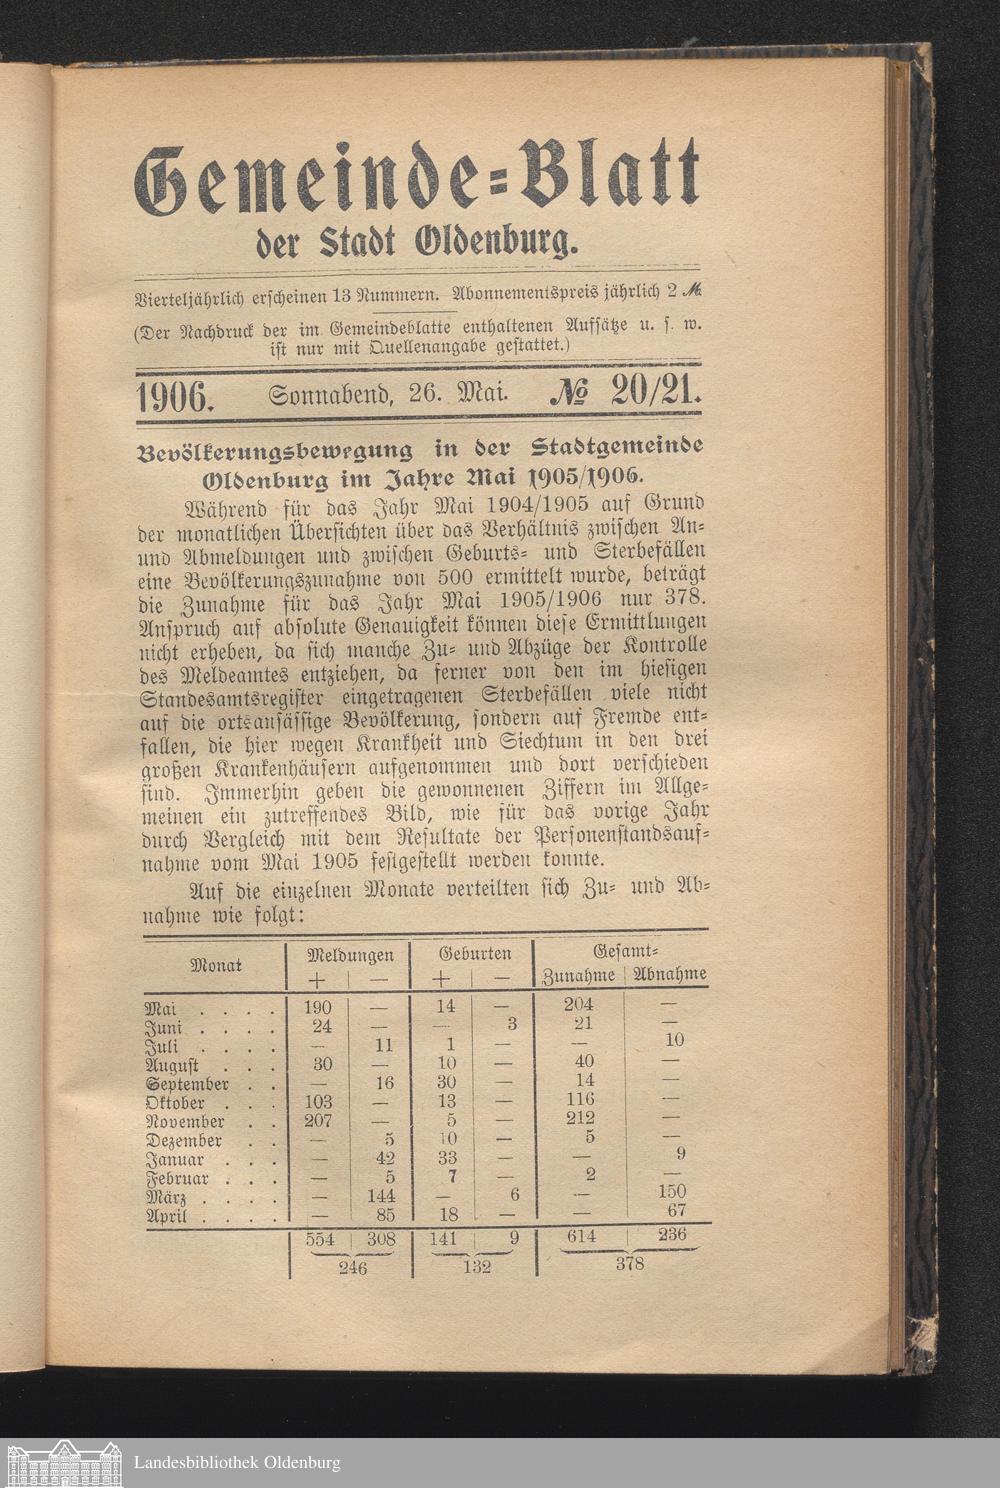 Gemeinde=Blatt
der Stadt Oldenburg.
Vierteljährlich erscheinen 13 Nummern. Abonnementspreis jährlich 2 ℳ.
(Der Nachdruck der im Gemeindeblatte enthaltenen Aufsätze u. s. w.
ist nur mit Quellenangabe gestattet.)
1906. Sonnabend, 26. Mai. № 20/21.
Bevölkerungsbewegung in der Stadtgemeinde
Oldenburg im Jahre Mai 1905/1906.
Während für das Jahr Mai 1904/1905 auf Grund
der monatlichen Übersichten über das Verhältnis zwischen An=
und Abmeldungen und zwischen Geburts= und Sterbefällen
eine Bevölkerungszunahme von 500 ermittelt wurde, beträgt
die Zunahme für das Jahr Mai 1905/1906 nur 378.
Anspruch auf absolute Genauigkeit können diese Ermittlungen
nicht erheben, da sich manche Zu= und Abzüge der Kontrolle
des Meldeamtes entziehen, da ferner von den im hiesigen
Standesamtsregister eingetragenen Sterbefällen viele nicht
auf die ortsansässige Bevölkerung, sondern auf Fremde ent=
fallen, die hier wegen Krankheit und Siechtum in den drei
großen Krankenhäusern aufgenommen und dort verschieden
sind. Immerhin geben die gewonnenen Ziffern im Allge=
meinen ein zutreffendes Bild, wie für das vorige Jahr
durch Vergleich mit dem Resultate der Personenstandsauf=
nahme vom Mai 1905 festgestellt werden konnte.
Auf die einzelnen Monate verteilten sich Zu= und Ab=
nahme wie folgt:
Monat Meldungen Geburten Gesamt=
+ — + — Zunahme Abnahme
Mai . . . . 190 — 14 — 204 —
Juni . . . . 24 — — 3 21 —
Juli . . . . — 11 1 — — 10
August . . . 30 — 10 — 40 —
September . . — 16 30 — 14 —
Oktober . . . 103 — 13 — 116 —
November . . 207 — 5 — 212 —
Dezember . . — 5 10 — 5 —
Januar . . . — 42 33 — — 9
Februar . . . — 5 7 — 2 —
März . . . . — 144 — 6 — 150
April . . . . — 85 18 — — 67
554 308 141 9 614 236
246 132 378
Landesbibliothek Oldenburg